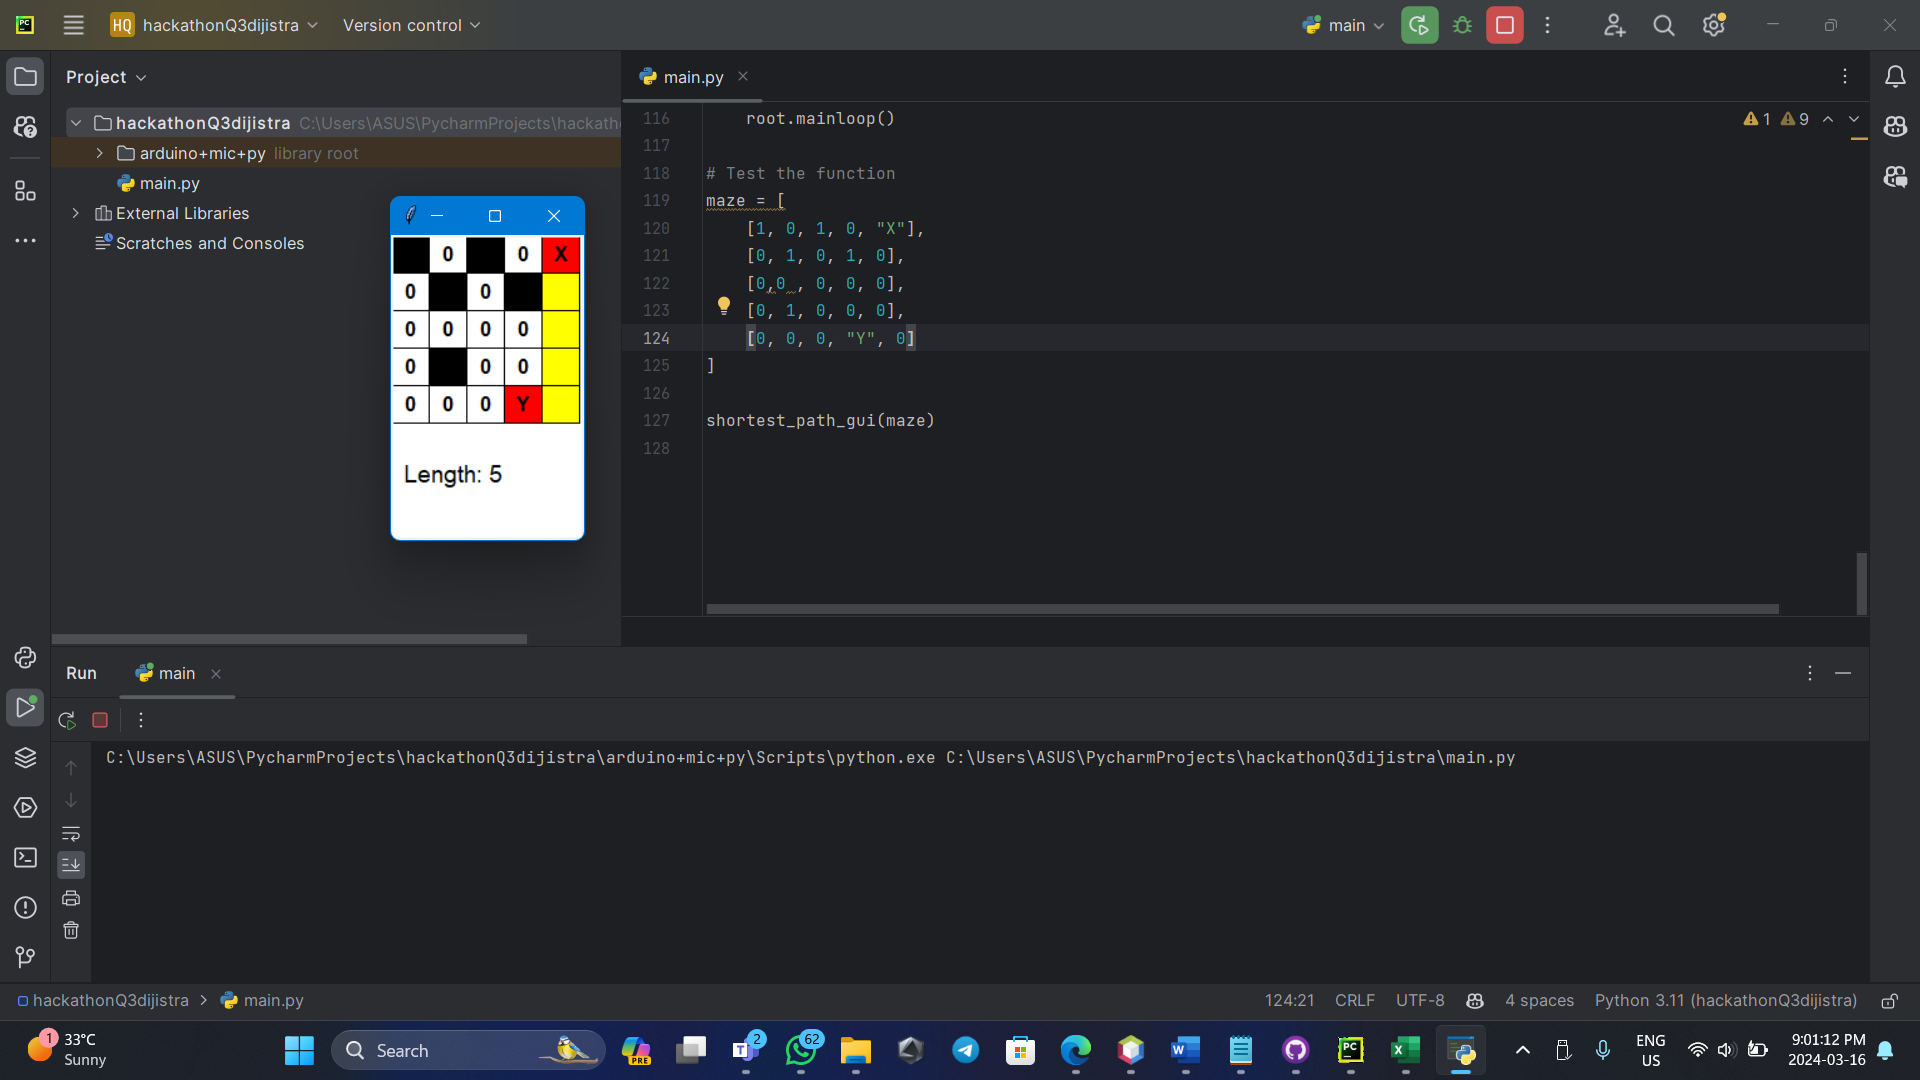 PC HQ hackathonQ3dijistra Version control main
Project
main.py
hackathonQ3dijistra C:\Users\ASUS\PycharmProjects\hackath
arduino+mic+py library root
main.py
External Libraries
Scratches and Consoles
0 0 X
0 0
0 0 0 0
0 0 0
0 0 0 Y
Length: 5
1 9
116 root.mainloop()
117
118 # Test the function
119 maze = [
120 [1, 0, 1, 0, "X"],
121 [0, 1, 0, 1, 0],
122 [0,0 , 0, 0, 0],
123 [0, 1, 0, 0, 0],
124 [0, 0, 0, "Y", 0]
125 ]
126
127 shortest_path_gui(maze)
128
Run main
C:\Users\ASUS\PycharmProjects\hackathonQ3dijistra\arduino+mic+py\Scripts\python.exe C:\Users\ASUS\PycharmProjects\hackathonQ3dijistra\main.py
hackathonQ3dijistra > main.py
124:21 CRLF UTF-8 4 spaces Python 3.11 (hackathonQ3dijistra)
1 33°C
Sunny
Search
PRE
T 2
62
W
PC
X
ENG
US
9:01:12 PM
2024-03-16